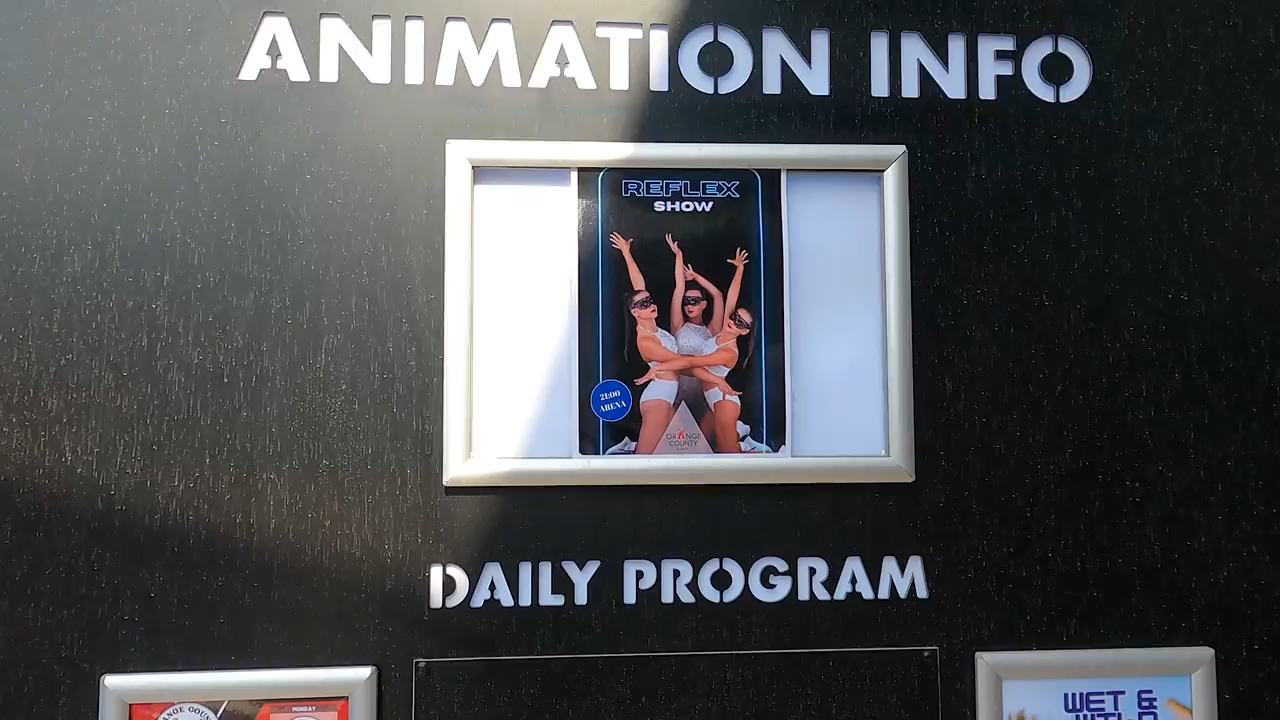 ANIMATION INFO
REFLEX
SHOW
21:00
ARENA
ORANGE
COUNTY
DAILY PROGRAM
WET &